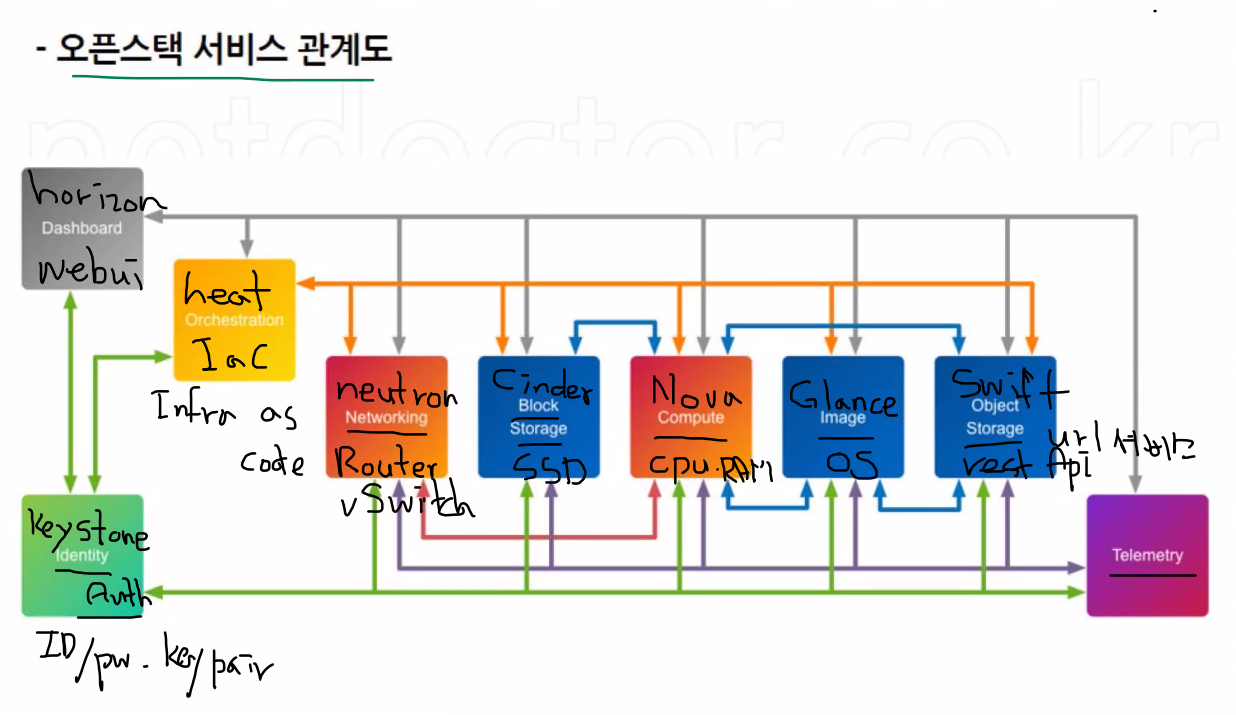 - 오픈스택 서비스 관계도
netdoctor.co.kr
horizon
Dashboard
webui
heat
Orchestration
IaC
Infra as
code
neutron
Networking
Router
vSwitch
Cinder
Block
Storage
SSD
Nova
Compute
cpu.RAM
Glance
Image
OS
Swift
Object
Storage
rest Api
url 서비스
keystone
Identity
Auth
ID/pw. key/pair
Telemetry